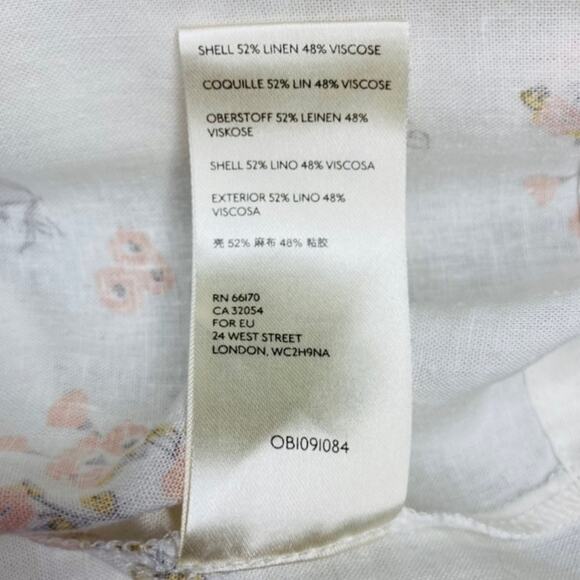 SHELL 52% LINEN 48% VISCOSE
COQUILLE 52% LIN 48% VISCOSE
OBERSTOFF 52% LEINEN 48%
VISKOSE
SHELL 52% LINO 48% VISCOSA
EXTERIOR 52% LINO 48%
VISCOSA
壳 52% 麻布 48% 粘胶
RN 66170
CA 32054
FOR EU
24 WEST STREET
LONDON, WC2H9NA
OB1091084